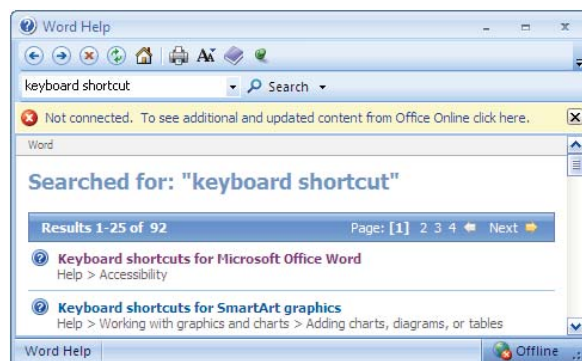 Word Help
keyboard shortcut Search
Not connected. To see additional and updated content from Office Online click here.
Word
Searched for: "keyboard shortcut"
Results 1-25 of 92 Page: [1] 2 3 4 Next
Keyboard shortcuts for Microsoft Office Word
Help > Accessibility
Keyboard shortcuts for SmartArt graphics
Help > Working with graphics and charts > Adding charts, diagrams, or tables
Word Help Offline